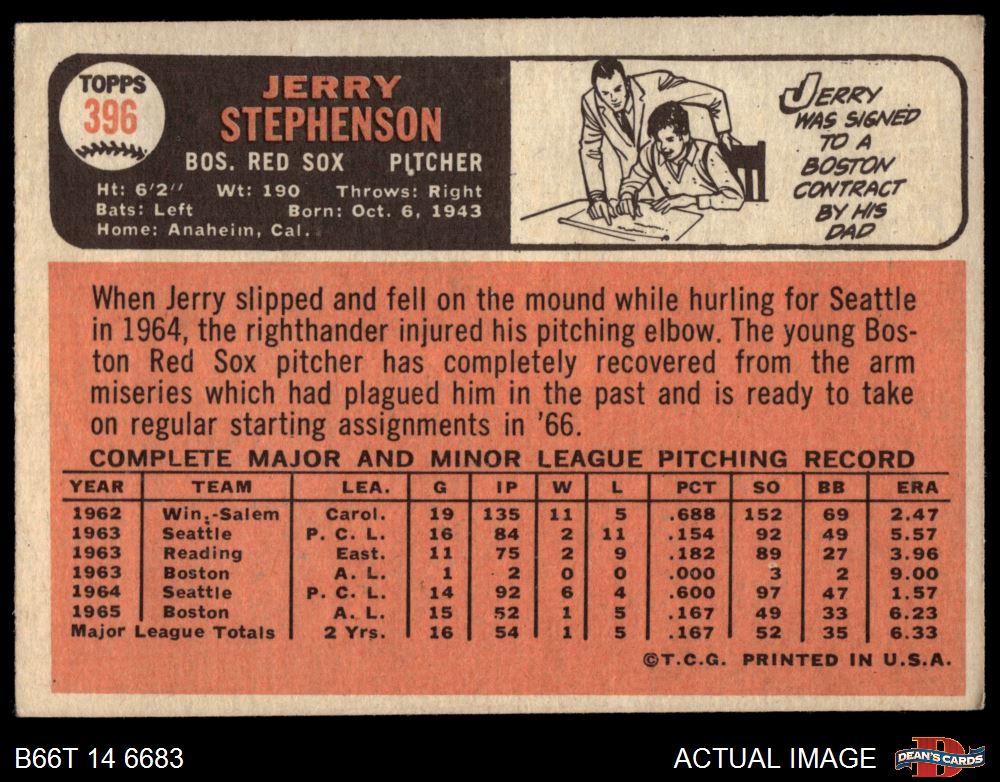 TOPPS
396
JERRY
STEPHENSON
BOS. RED SOX PITCHER
Ht: 6'2" Wt: 190 Throws: Right
Bats: Left Born: Oct. 6, 1943
Home: Anaheim, Cal.
JERRY
WAS SIGNED
TO A
BOSTON
CONTRACT
BY HIS
DAD
When Jerry slipped and fell on the mound while hurling for Seattle
in 1964, the righthander injured his pitching elbow. The young Bos-
ton Red Sox pitcher has completely recovered from the arm
miseries which had plagued him in the past and is ready to take
on regular starting assignments in '66.
COMPLETE MAJOR AND MINOR LEAGUE PITCHING RECORD
YEAR TEAM LEA. G IP W L PCT SO BB ERA
1962 Win.-Salem Carol. 19 135 11 5 .688 152 69 2.47
1963 Seattle P. C. L. 16 84 2 11 .154 92 49 5.57
1963 Reading East. 11 75 2 9 .182 89 27 3.96
1963 Boston A. L. 1 2 0 0 .000 3 2 9.00
1964 Seattle P. C. L. 14 92 6 4 .600 97 47 1.57
1965 Boston A. L. 15 52 1 5 .167 49 33 6.23
Major League Totals 2 Yrs. 16 54 1 5 .167 52 35 6.33
©T.C.G. PRINTED IN U.S.A.
B66T 14 6683 ACTUAL IMAGE
D
DEAN'S CARDS